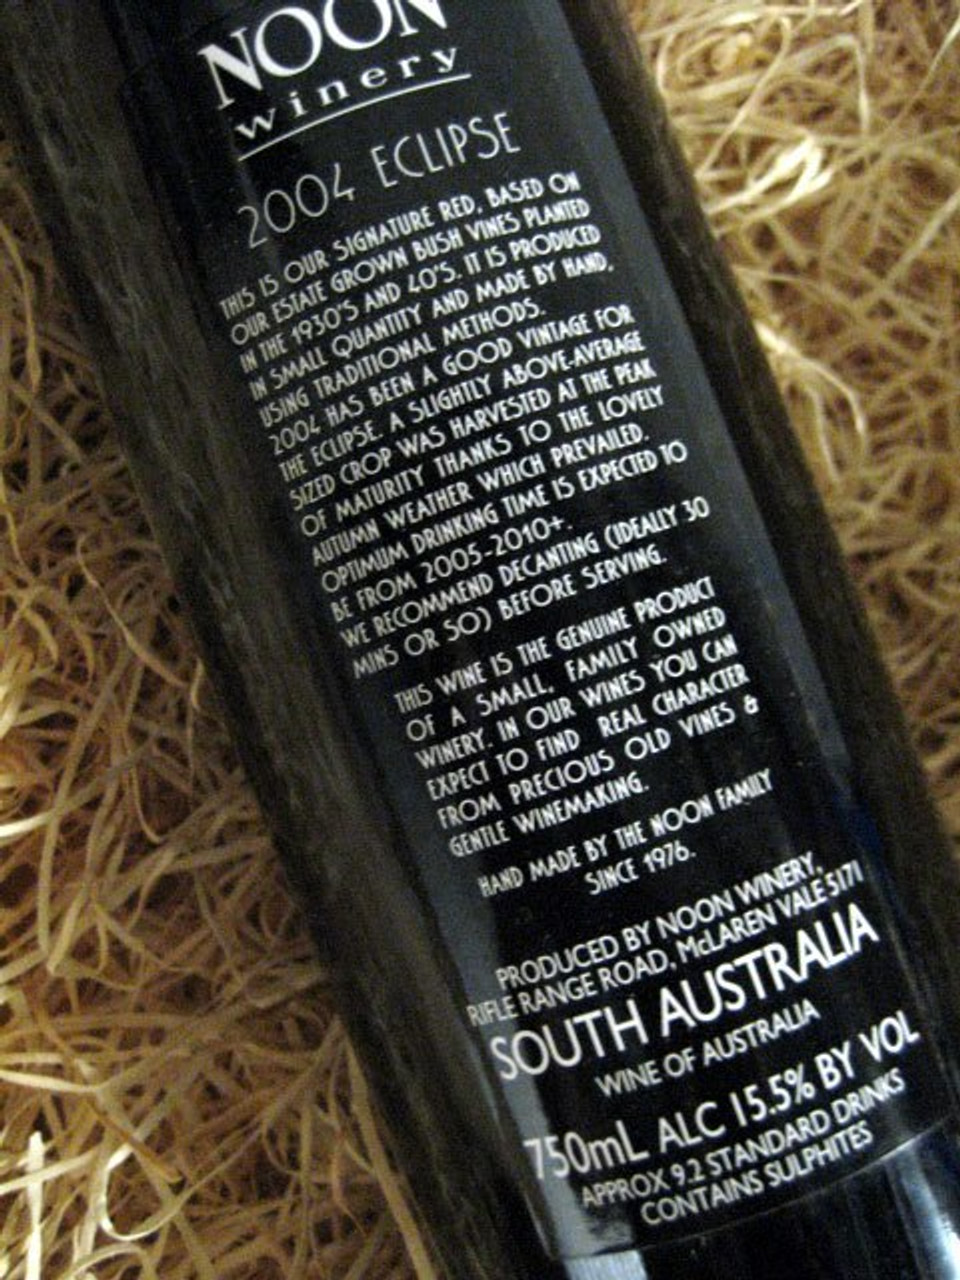 NOON
winery
2004 ECLIPSE
THIS IS OUR SIGNATURE RED, BASED ON
OUR ESTATE GROWN BUSH VINES PLANTED
IN THE 1930'S AND 40'S. IT IS PRODUCED
IN SMALL QUANTITY AND MADE BY HAND,
USING TRADITIONAL METHODS.
2004 HAS BEEN A GOOD VINTAGE FOR
THE ECLIPSE. A SLIGHTLY ABOVE-AVERAGE
SIZED CROP WAS HARVESTED AT THE PEAK
OF MATURITY THANKS TO THE LOVELY
AUTUMN WEATHER WHICH PREVAILED.
OPTIMUM DRINKING TIME IS EXPECTED TO
BE FROM 2005-2010+.
WE RECOMMEND DECANTING (IDEALLY 30
MINS OR SO) BEFORE SERVING.
THIS WINE IS THE GENUINE PRODUCT
OF A SMALL, FAMILY OWNED
WINERY. IN OUR WINES YOU CAN
EXPECT TO FIND REAL CHARACTER
FROM PRECIOUS OLD VINES &
GENTLE WINEMAKING.
HAND MADE BY THE NOON FAMILY
SINCE 1976.
PRODUCED BY NOON WINERY,
RIFLE RANGE ROAD, McLAREN VALE 5171
SOUTH AUSTRALIA
WINE OF AUSTRALIA
750mL ALC 15.5% BY VOL
APPROX 9.2 STANDARD DRINKS
CONTAINS SULPHITES